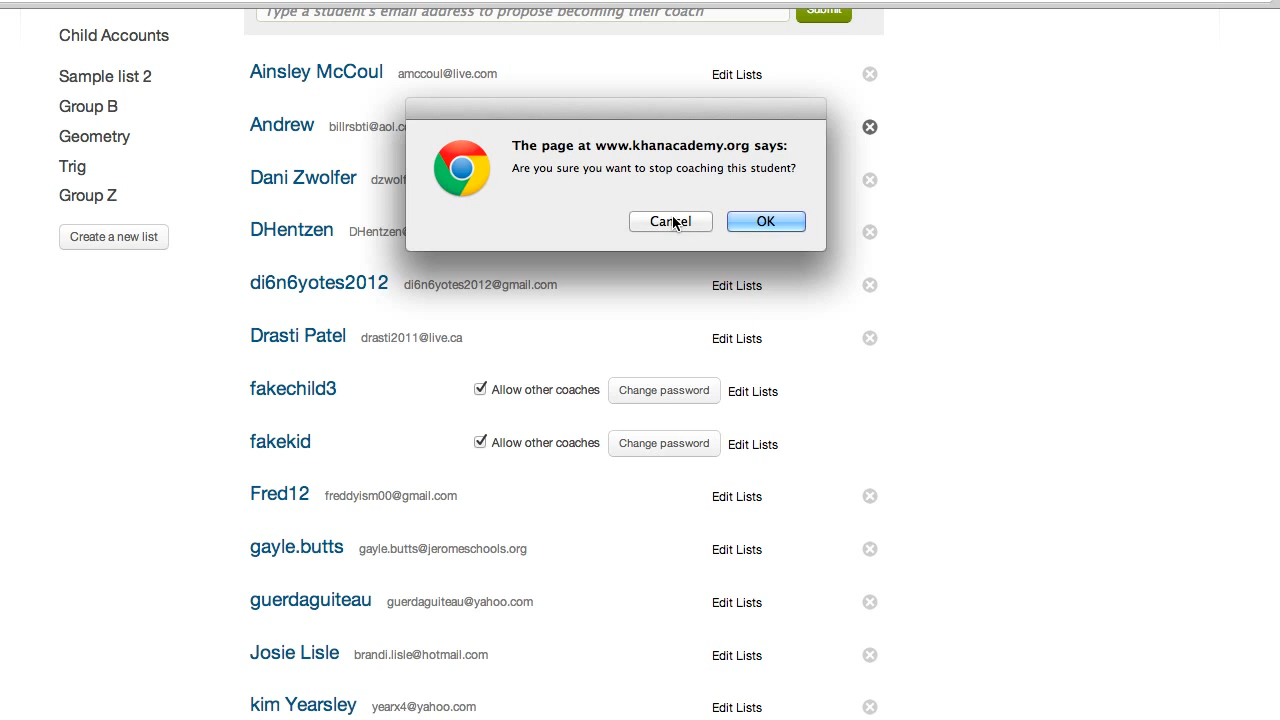 Type a student's email address to propose becoming their coach Submit
Child Accounts
Sample list 2
Group B
Geometry
Trig
Group Z
Create a new list
Ainsley McCoul amccoul@live.com Edit Lists
Andrew billrsbti@aol.c
Dani Zwolfer dzwolf
DHentzen DHentzen
The page at www.khanacademy.org says:
Are you sure you want to stop coaching this student?
Cancel OK
di6n6yotes2012 di6n6yotes2012@gmail.com Edit Lists
Drasti Patel drasti2011@live.ca Edit Lists
fakechild3 Allow other coaches Change password Edit Lists
fakekid Allow other coaches Change password Edit Lists
Fred12 freddyism00@gmail.com Edit Lists
gayle.butts gayle.butts@jeromeschools.org Edit Lists
guerdaguiteau guerdaguiteau@yahoo.com Edit Lists
Josie Lisle brandi.lisle@hotmail.com Edit Lists
kim Yearsley yearx4@yahoo.com Edit Lists